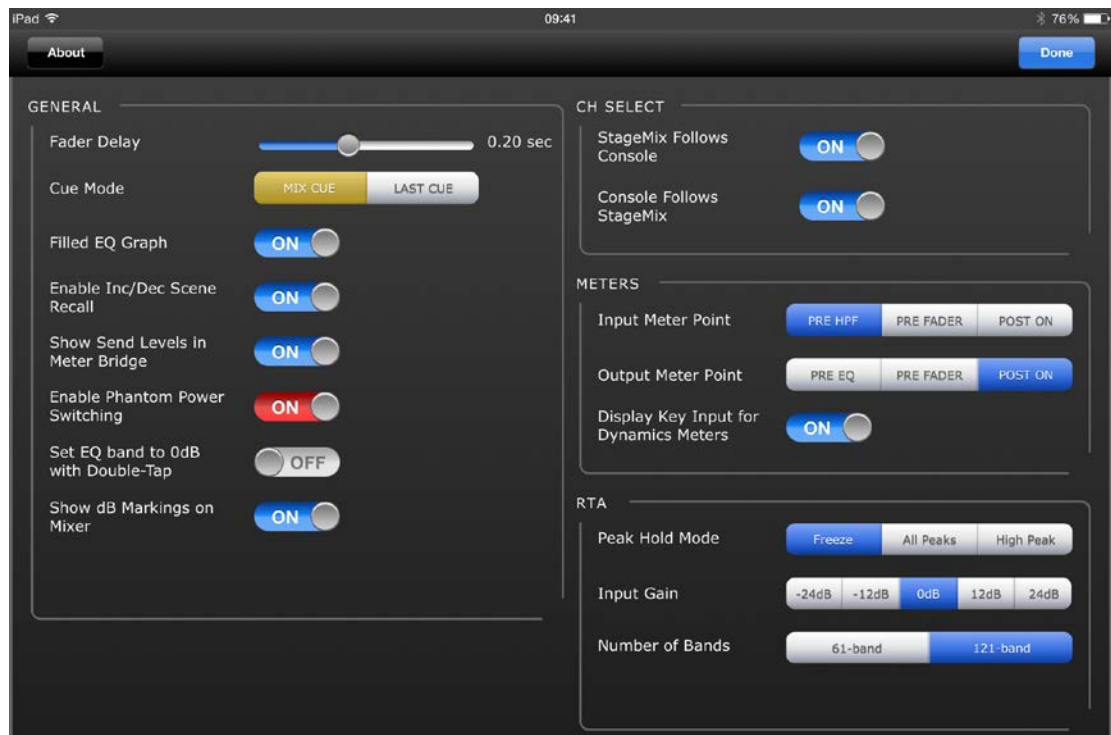 iPad 09:41 76%
About Done
GENERAL
Fader Delay 0.20 sec
Cue Mode MIX CUE LAST CUE
Filled EQ Graph ON
Enable Inc/Dec Scene
Recall ON
Show Send Levels in
Meter Bridge ON
Enable Phantom Power
Switching ON
Set EQ band to 0dB
with Double-Tap OFF
Show dB Markings on
Mixer ON
CH SELECT
StageMix Follows
Console ON
Console Follows
StageMix ON
METERS
Input Meter Point PRE HPF PRE FADER POST ON
Output Meter Point PRE EQ PRE FADER POST ON
Display Key Input for
Dynamics Meters ON
RTA
Peak Hold Mode Freeze All Peaks High Peak
Input Gain -24dB -12dB 0dB 12dB 24dB
Number of Bands 61-band 121-band